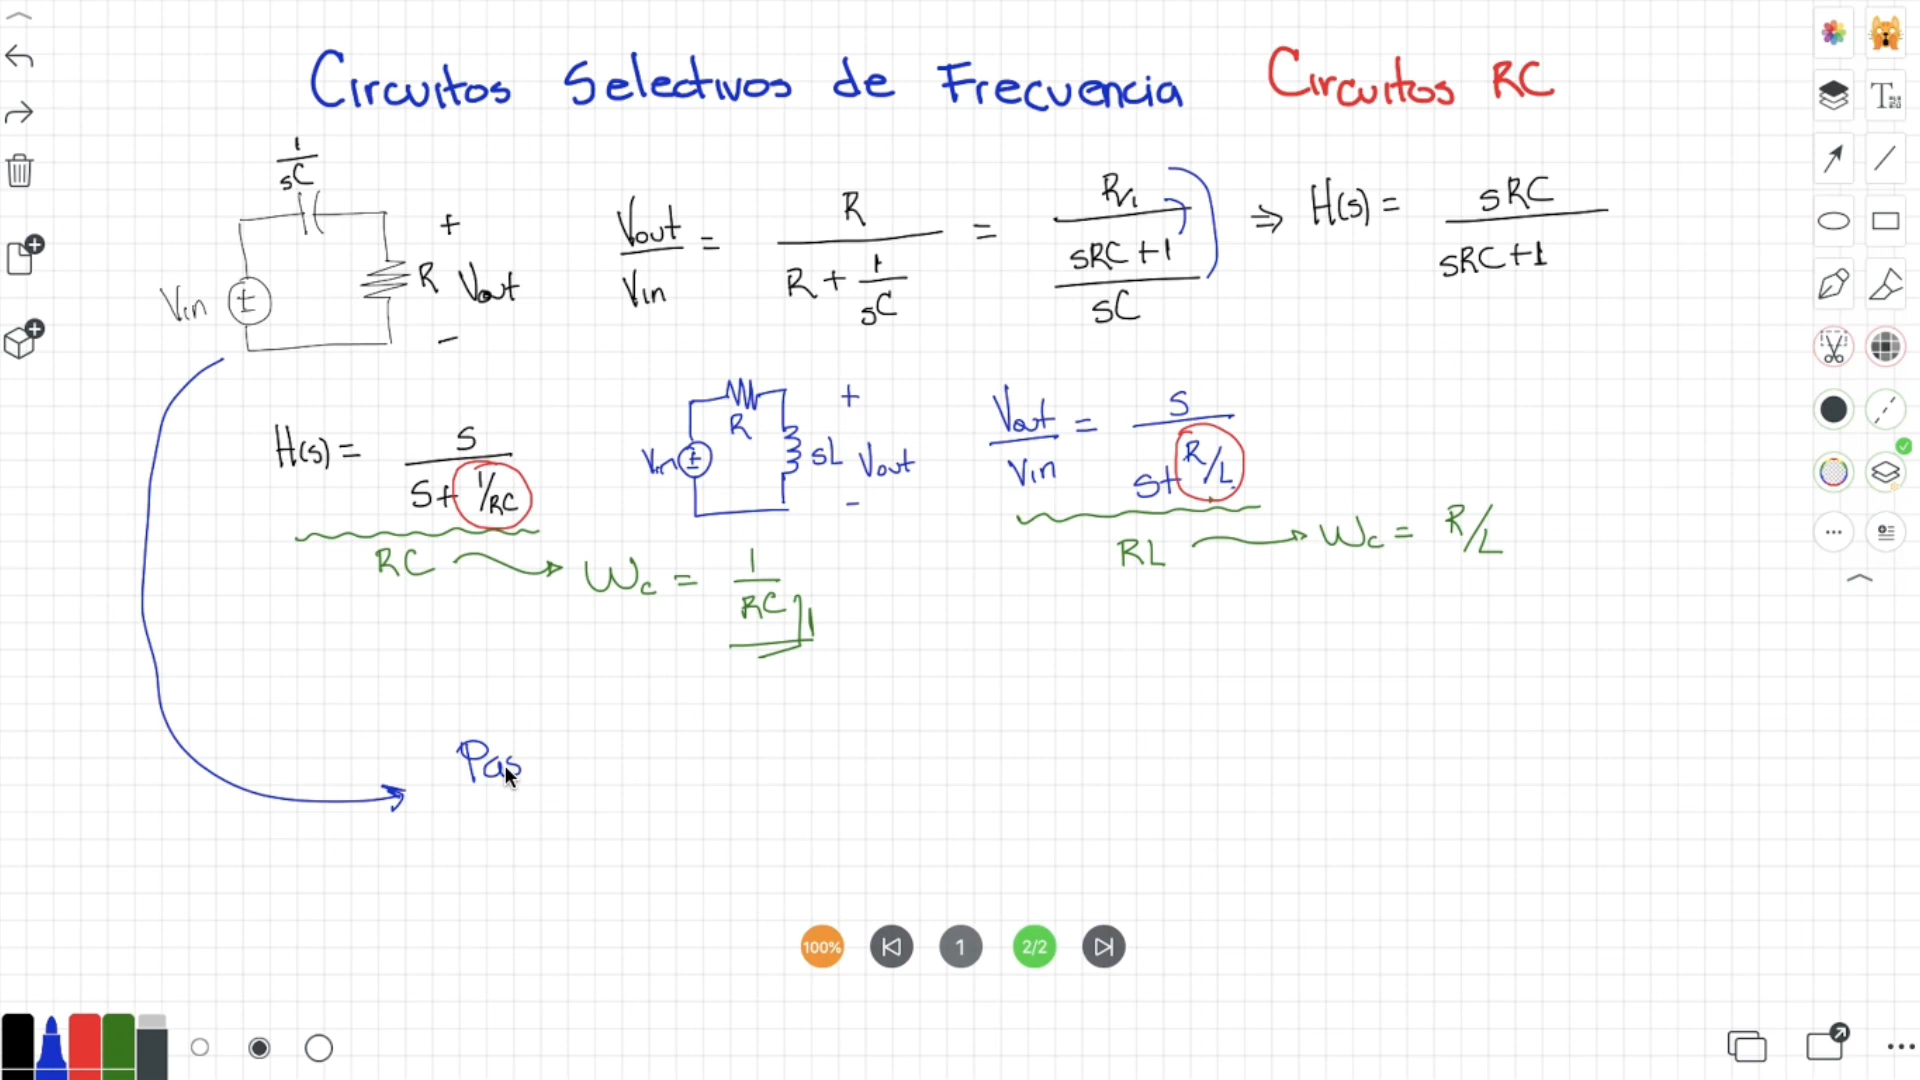 Circuitos Selectivos de Frecuencia Circuitos RC
1/sC
Vin ± + R Vout -
Vout/Vin = R/(R + 1/sC) = (R/1)/((sRC+1)/sC) ⇒ H(s) = sRC/(sRC+1)
H(s) = s/(s + 1/RC)
Vin ± R sL + Vout -
Vout/Vin = s/(s + R/L)
RC → Wc = 1/RC
RL → Wc = R/L
Pas
100% 1 2/2